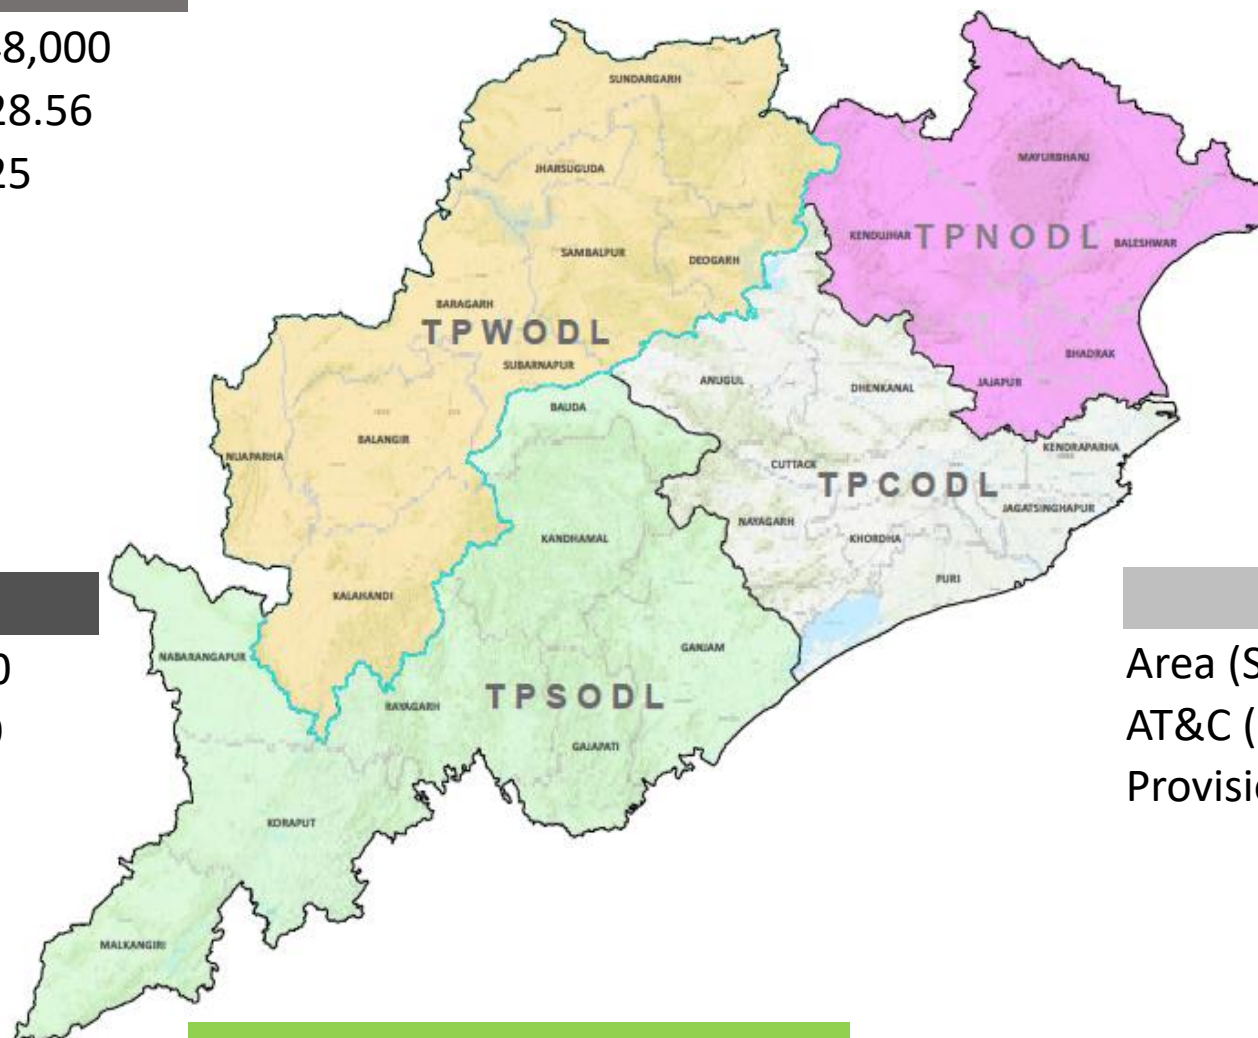 8,000
28.56
25
SUNDARGARH
MAYURBHANJ
JHARSUGUDA
KENDUJHAR
TPNODL
BALESHWAR
SAMBALPUR
DEOGARH
BARAGARH
TPWODL
SUBARNAPUR
BHADRAK
JAJAPUR
ANUGUL
DHENKANAL
BAUDA
BALANGIR
KENDRAPARHA
NUAPARHA
CUTTACK
TPCODL
JAGATSINGHAPUR
NAYAGARH
KANDHAMAL
KHORDHA
PURI
KALAHANDI
GANJAM
NABARANGAPUR
Area (S
0
TPSODL
RAYAGARH
AT&C (
)
GAJAPATI
Provisi
KORAPUT
MALKANGIRI